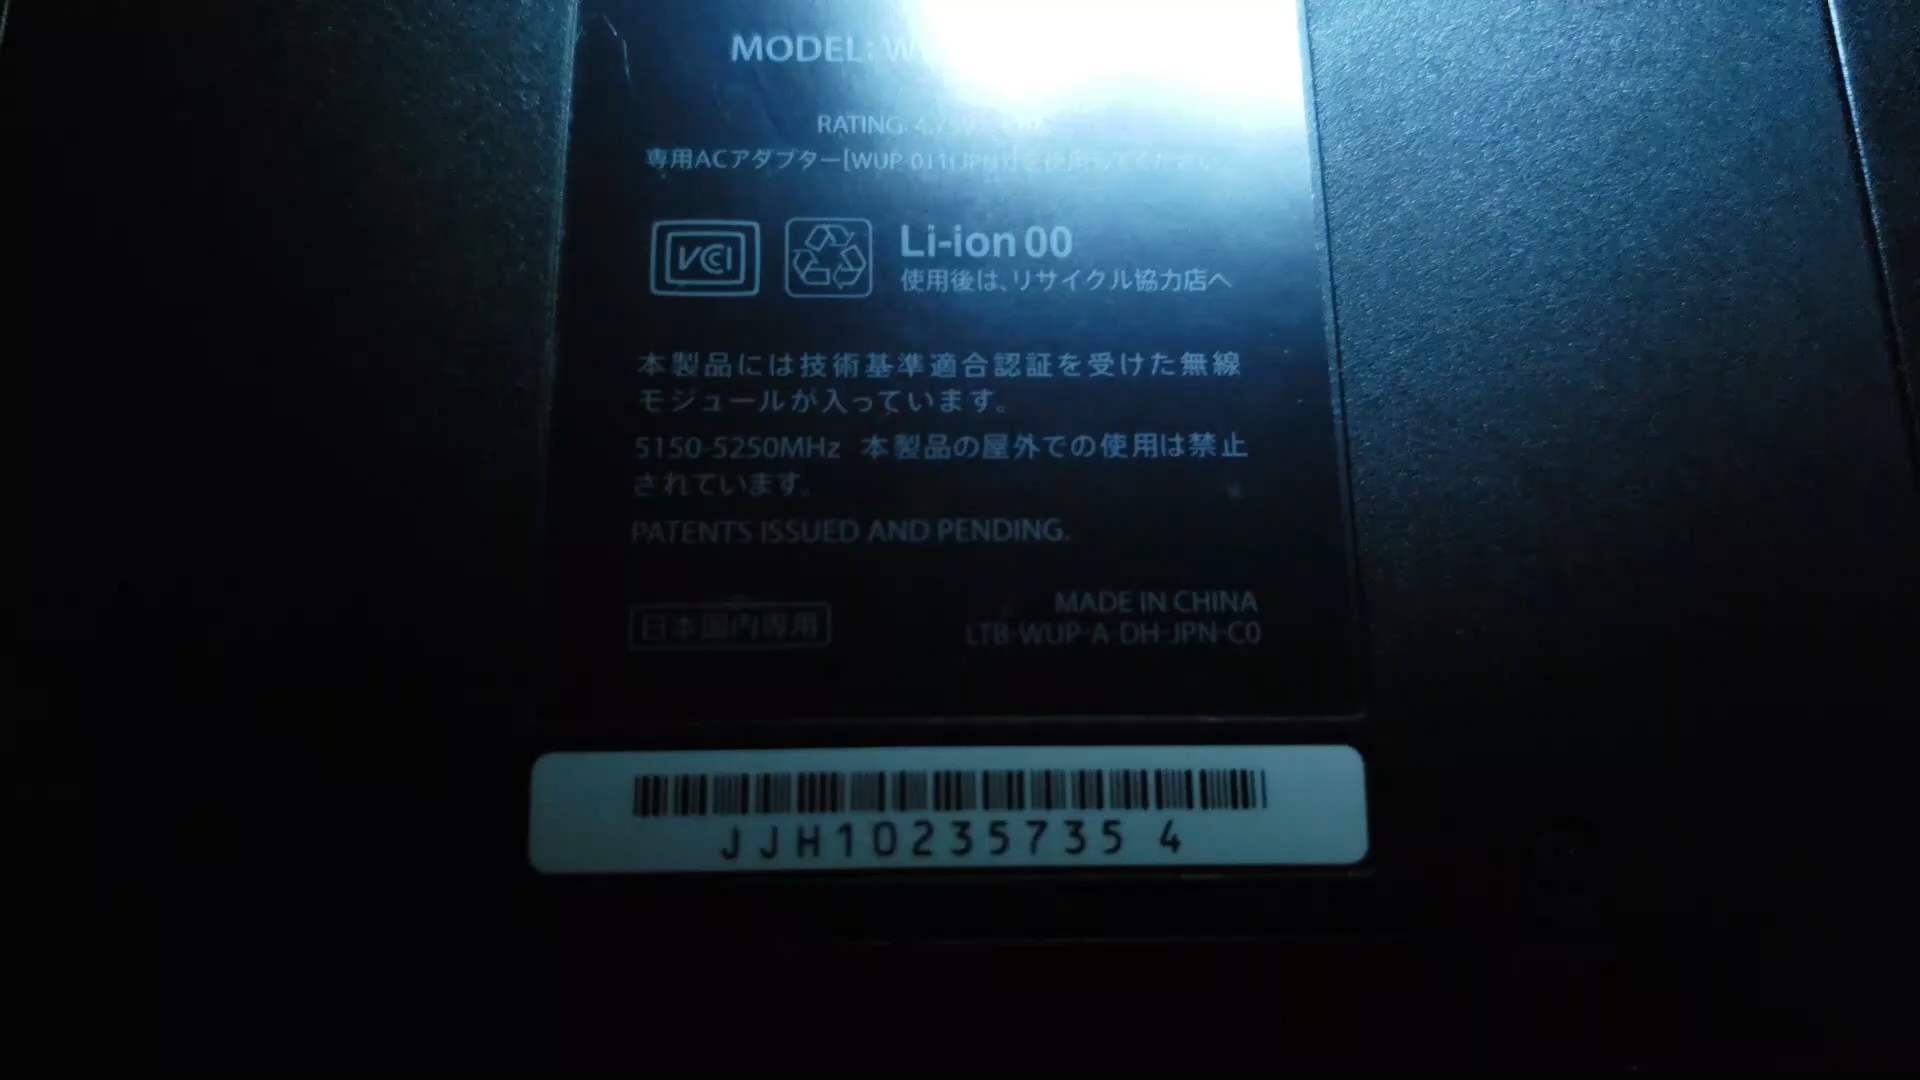 MODEL: W
RATING: 4.75V
専用ACアダプター[WUP-011(JPN)]を使用してください
VCI
Li-ion 00
使用後は、リサイクル協力店へ
本製品には技術基準適合認証を受けた無線
モジュールが入っています。
5150-5250MHz 本製品の屋外での使用は禁止
されています。
PATENTS ISSUED AND PENDING.
日本国内専用
MADE IN CHINA
LTB-WUP-A-DH-JPN-C0
JJH10235735 4